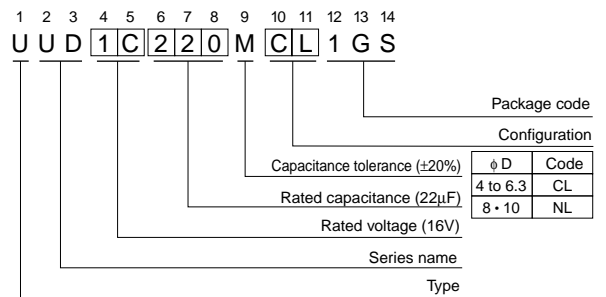 1 2 3 4 5 6 7 8 9 10 11 12 13 14
U U D 1 C 2 2 0 M C L 1 G S
Package code
Configuration
Capacitance tolerance (±20%)
Rated capacitance (22μF)
Rated voltage (16V)
Series name
Type
ϕ D Code
4 to 6.3 CL
8 • 10 NL